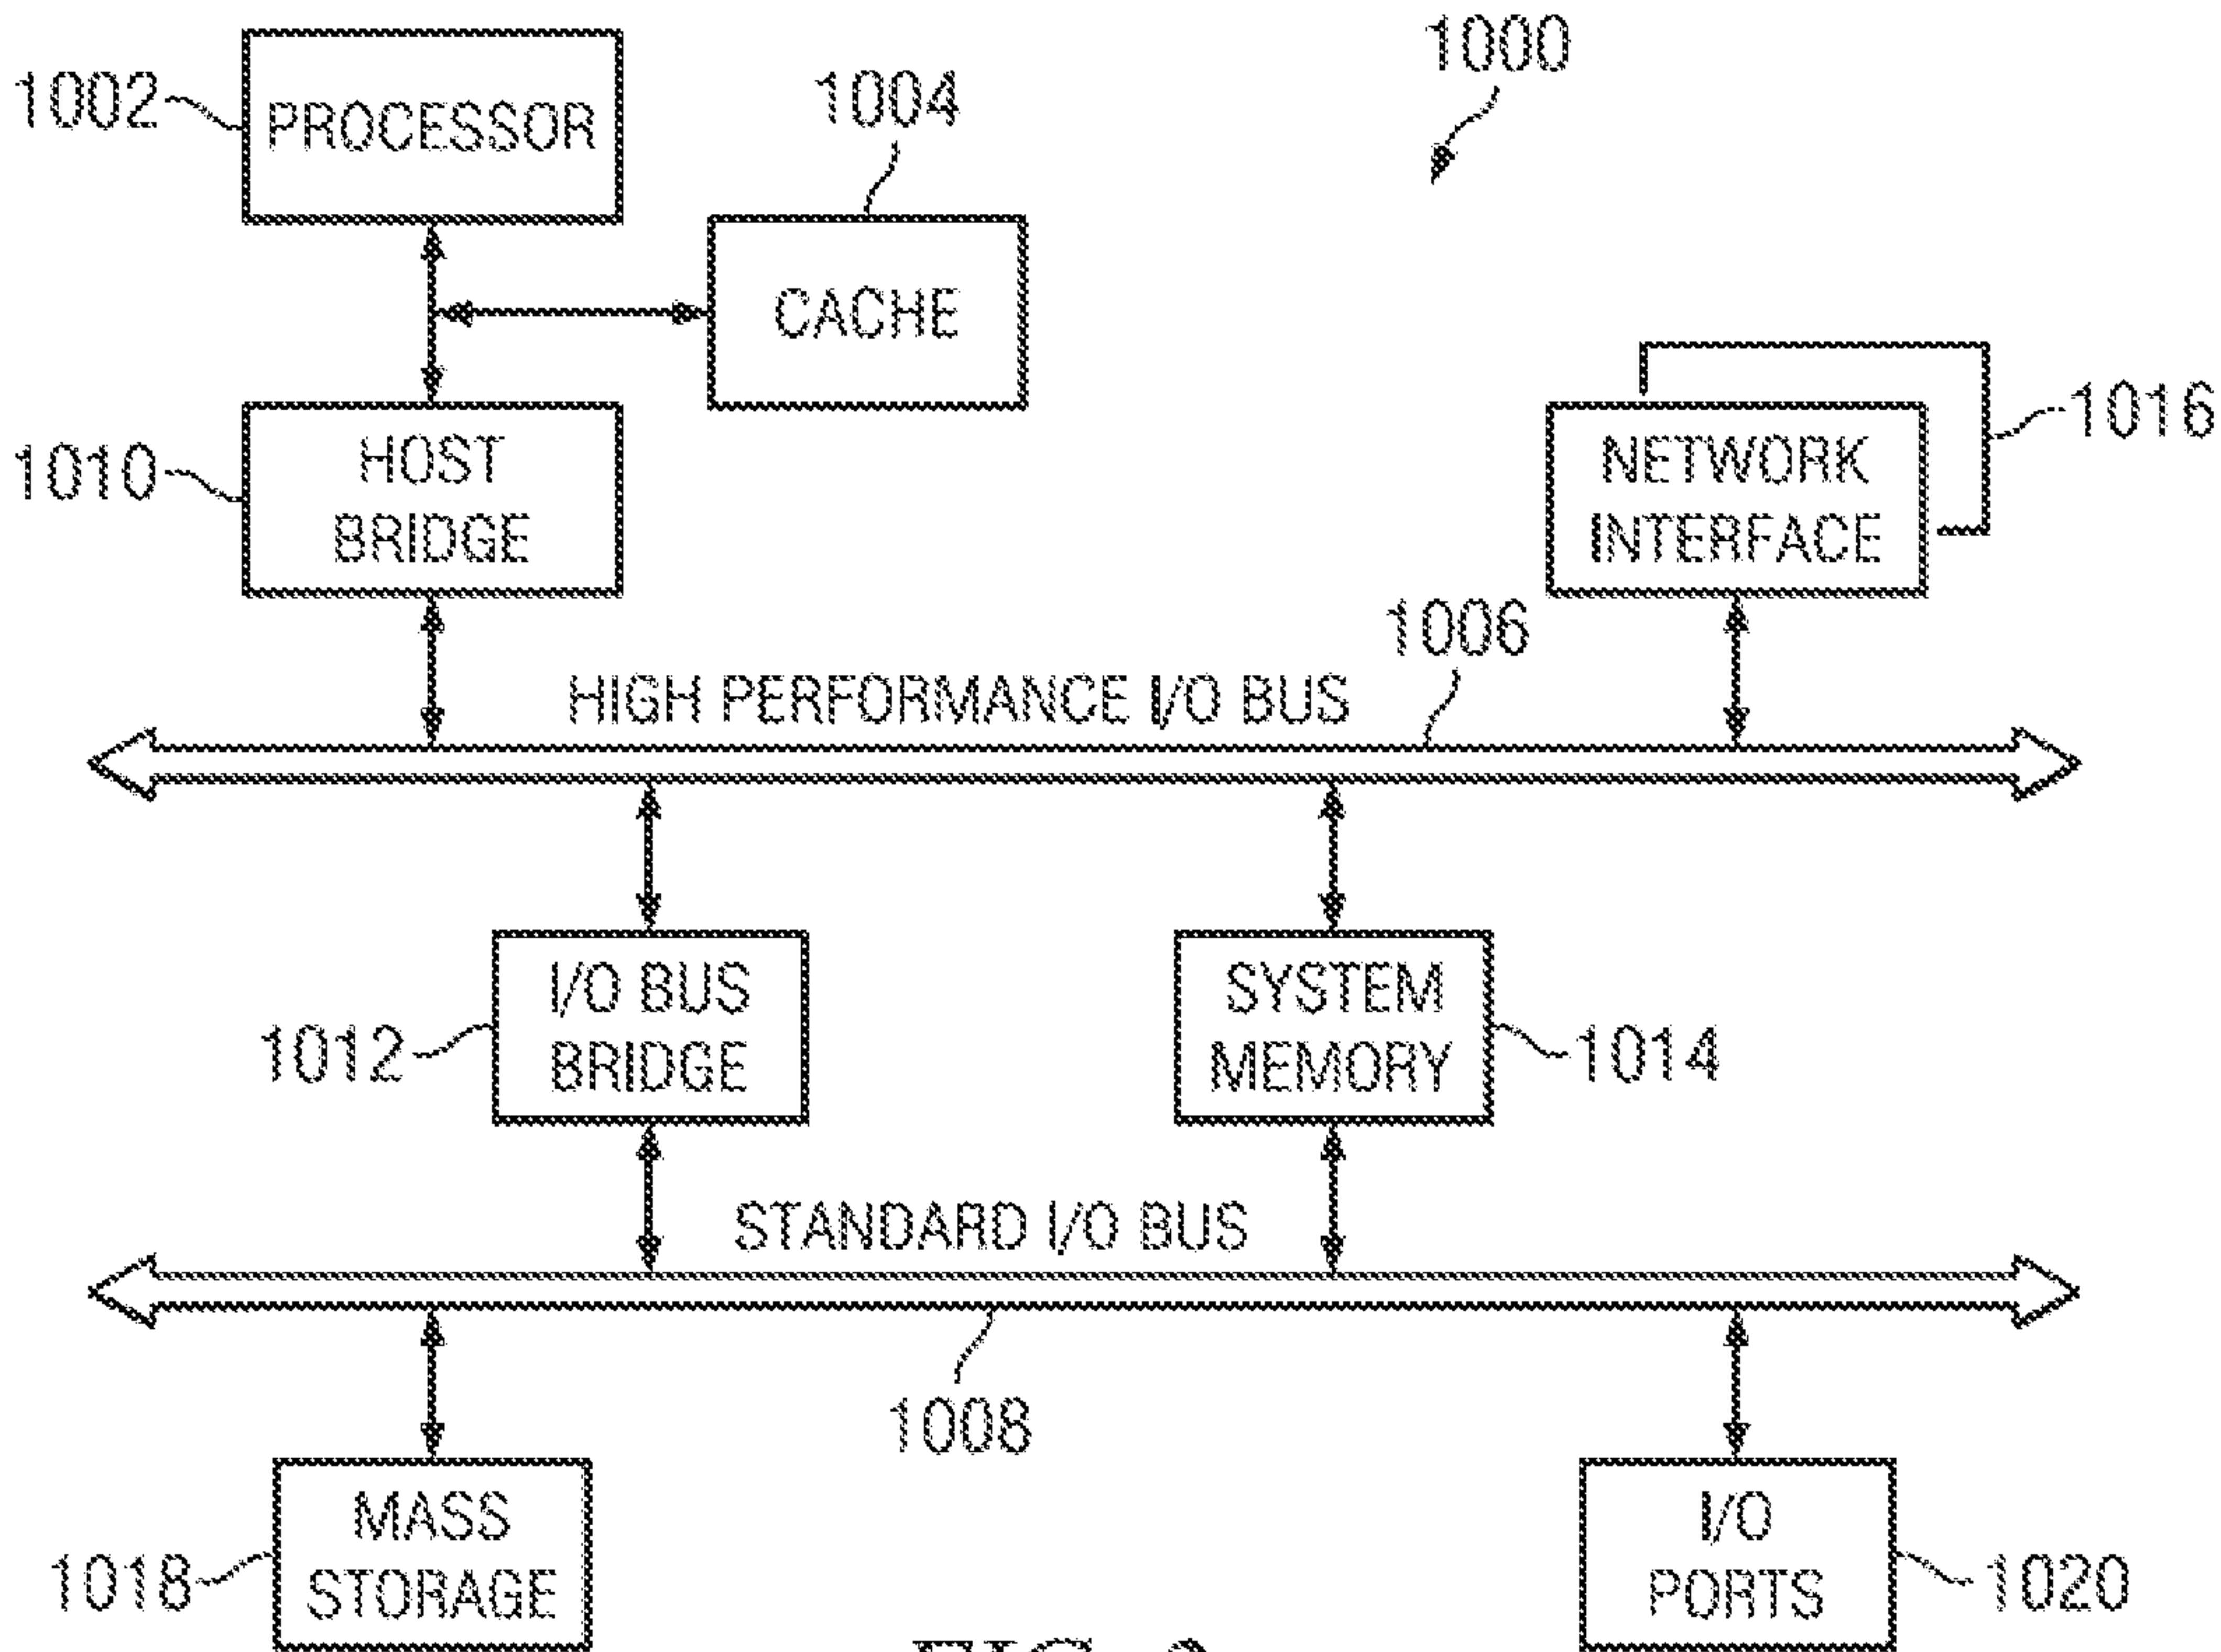 1000
1002
PROCESSOR
1004
CACHE
1010
HOST
BRIDGE
NETWORK
INTERFACE
1016
1006
HIGH PERFORMANCE I/O BUS
1012
I/O BUS
BRIDGE
SYSTEM
MEMORY
1014
STANDARD I/O BUS
1008
1018
MASS
STORAGE
I/O
PORTS
1020
FIG.